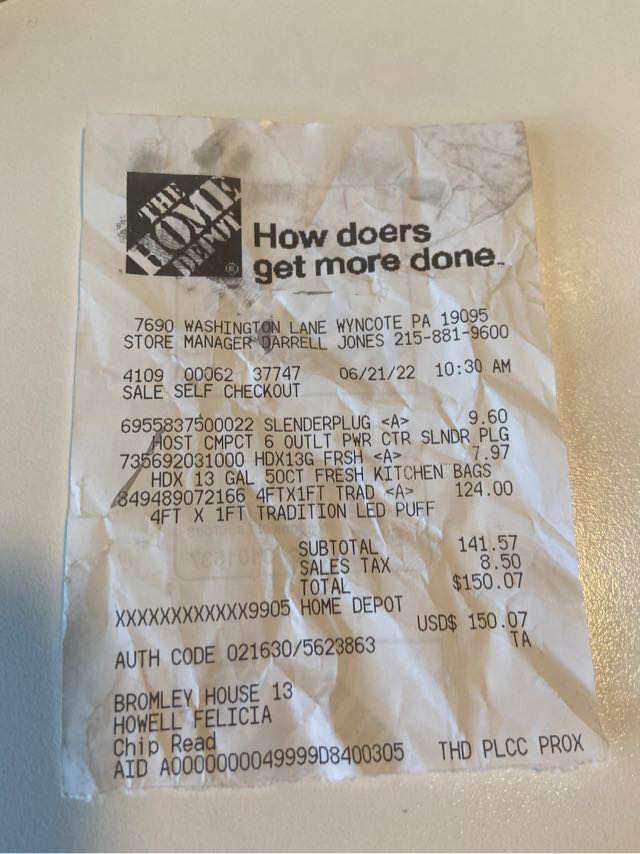 THE
HOME
DEPOT
®
How doers
get more done™
7690 WASHINGTON LANE WYNCOTE PA 19095
STORE MANAGER DARRELL JONES 215-881-9600
4109 00062 37747 06/21/22 10:30 AM
SALE SELF CHECKOUT
6955837500022 SLENDERPLUG <A> 9.60
HOST CMPCT 6 OUTLT PWR CTR SLNDR PLG
735692031000 HDX13G FRSH <A> 7.97
HDX 13 GAL 50CT FRESH KITCHEN BAGS
849489072166 4FTX1FT TRAD <A> 124.00
4FT X 1FT TRADITION LED PUFF
SUBTOTAL 141.57
SALES TAX 8.50
TOTAL $150.07
XXXXXXXXXXXX9905 HOME DEPOT
USD$ 150.07
AUTH CODE 021630/5623863 TA
BROMLEY HOUSE 13
HOWELL FELICIA
Chip Read
AID A0000000049999D8400305 THD PLCC PROX